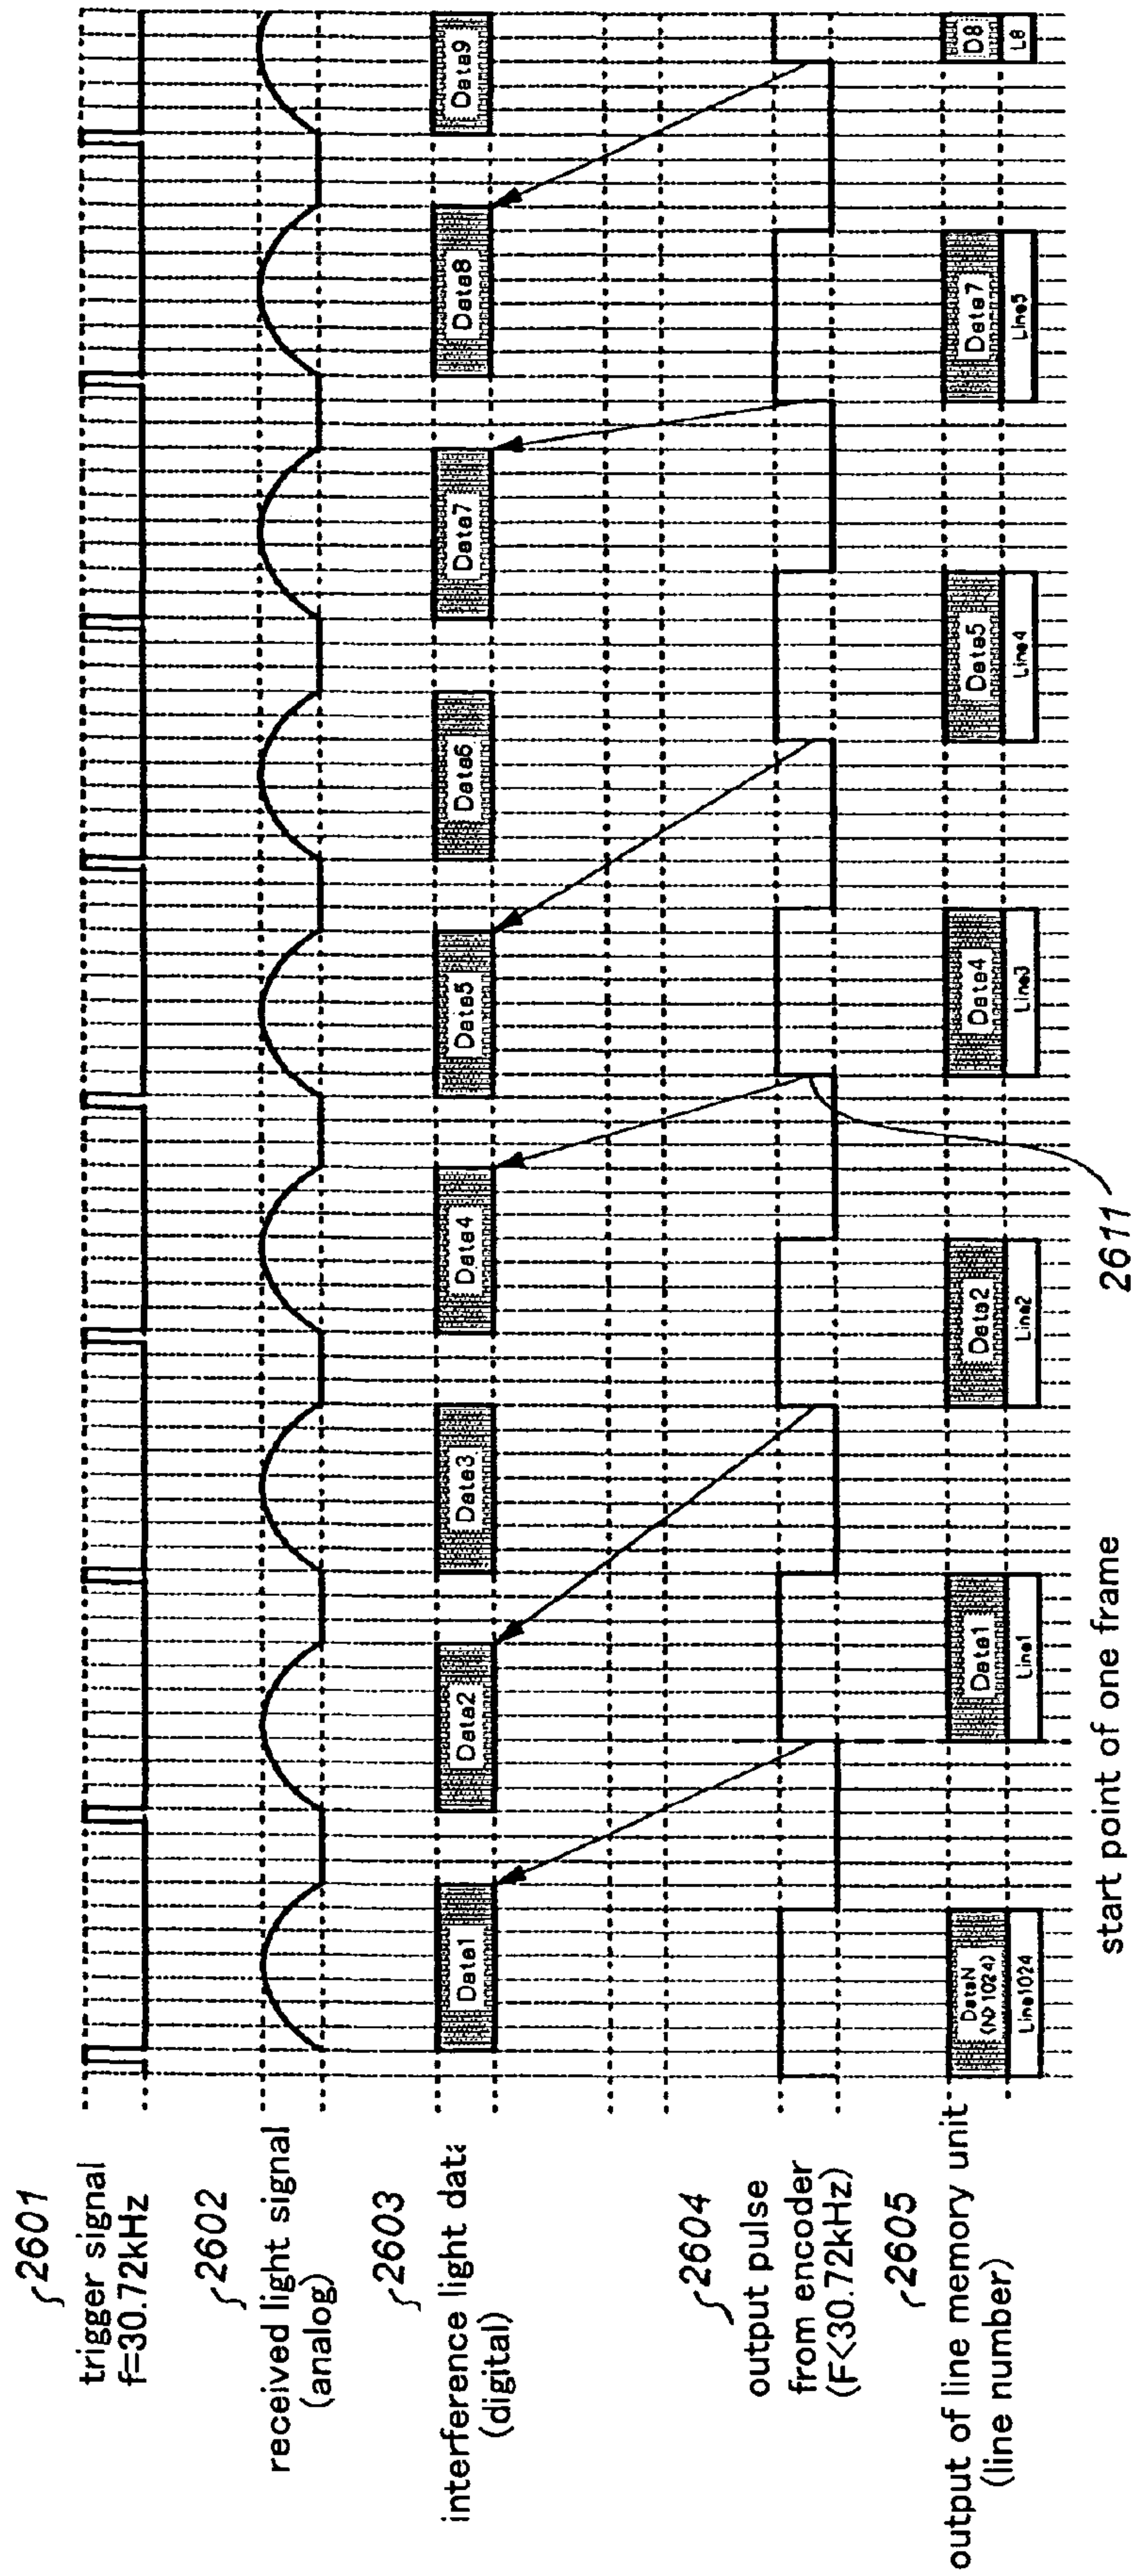 2601
trigger signal
f=30.72kHz
2602
received light signal
(analog)
2603
interference light data
(digital)
Data1
Data2
Data3
Data4
Data5
Data6
Data7
Data8
Data9
2604
output pulse
from encoder
(F<30.72kHz)
2605
output of line memory unit
(line number)
DataN
(N>1024)
Line1024
Data1
Line1
Data2
Line2
Data4
Line3
Data5
Line4
Data7
Line5
D8
L8
start point of one frame
2611